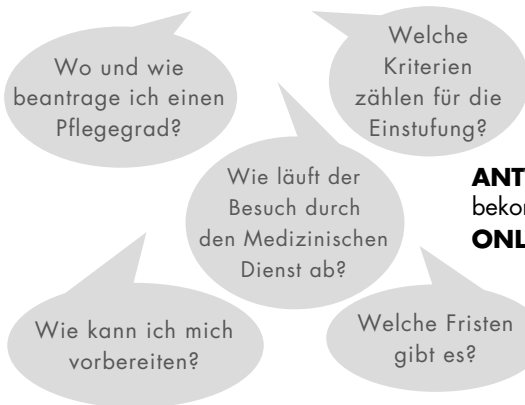 Wo und wie
beantrage ich einen
Pflegegrad?
Welche
Kriterien
zählen für die
Einstufung?
Wie läuft der
Besuch durch
den Medizinischen
Dienst ab?
Wie kann ich mich
vorbereiten?
Welche Fristen
gibt es?